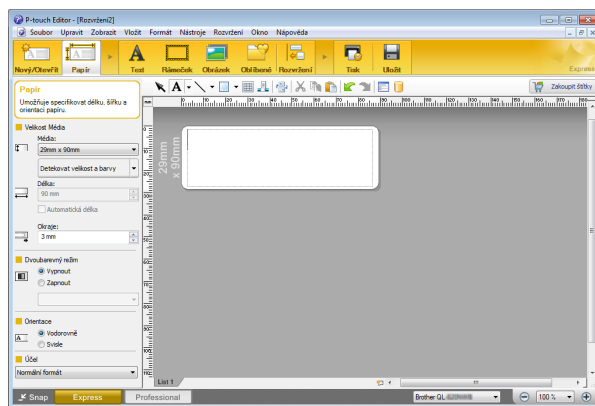 P-touch Editor - [Rozvržení2]
Soubor Upravit Zobrazit Vložit Formát Nástroje Rozvržení Okno Nápověda
Nový/Otevřít Papír Text Rámeček Obrázek Oblíbené Rozvržení Tisk Uložit Express
Papír
Umožňuje specifikovat délku, šířku a
orientaci papíru.
A Zakoupit štítky
Velikost Média
Média:
29mm x 90mm
Detekovat velikost a barvy
Délka:
90 mm
Automatická délka
Okraje:
3 mm
Dvoubarevný režim
Vypnout
Zapnout
Orientace
Vodorovně
Svisle
Účel
Normální formát
29mm
x 90mm
List 1
Snap Express Professional
Brother QL
100 %